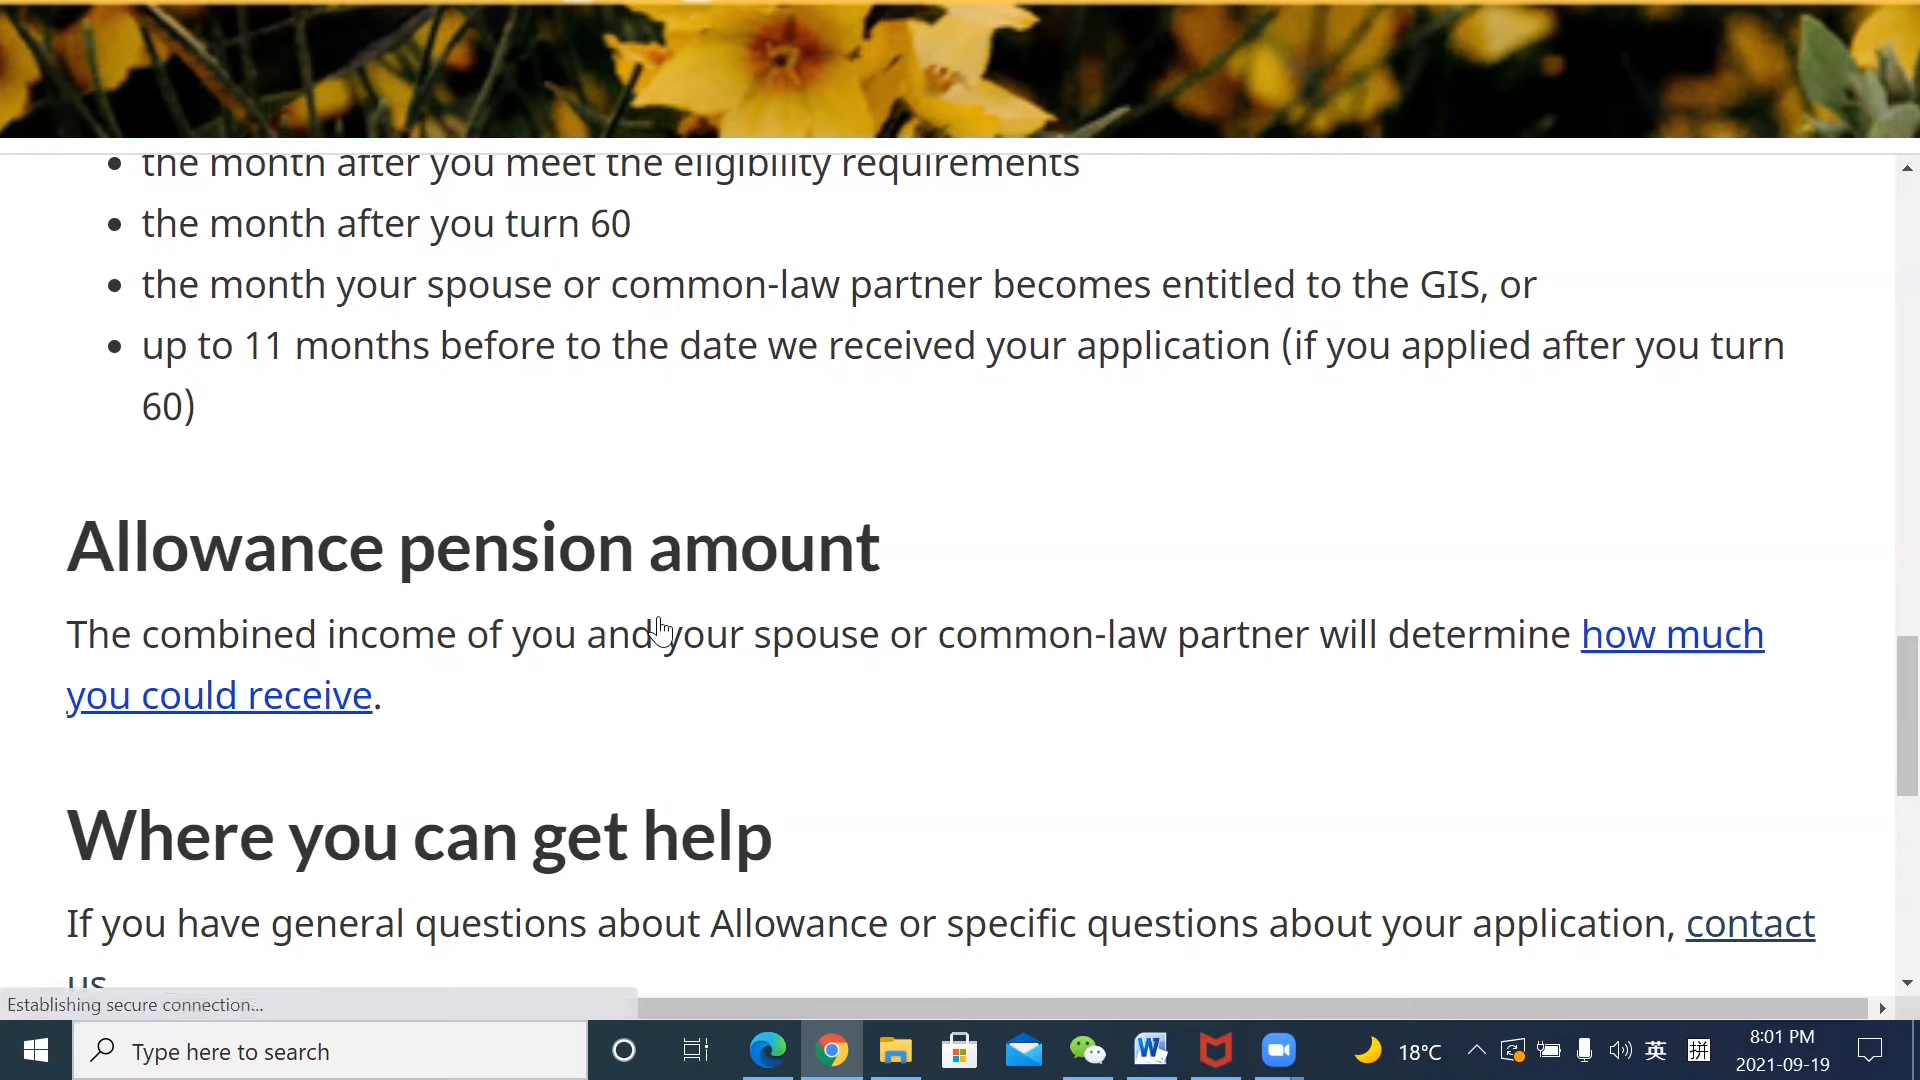 the month after you meet the eligibility requirements
the month after you turn 60
the month your spouse or common-law partner becomes entitled to the GIS, or
up to 11 months before to the date we received your application (if you applied after you turn
60)
Allowance pension amount
The combined income of you and your spouse or common-law partner will determine how much
you could receive.
Where you can get help
If you have general questions about Allowance or specific questions about your application, contact
us
Establishing secure connection...
Type here to search
18°C
英
拼
8:01 PM
2021-09-19